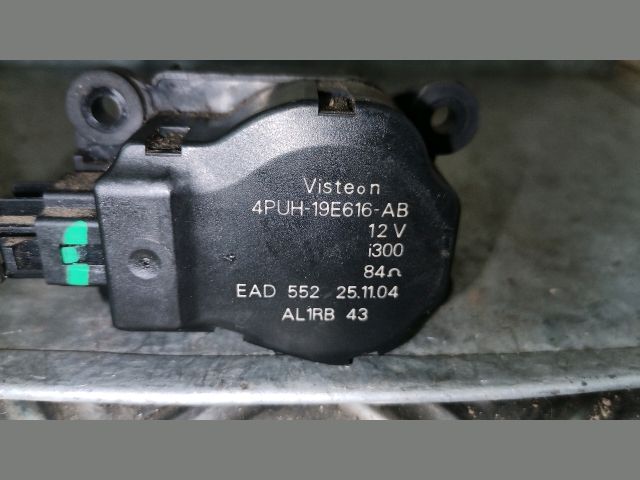 Visteon
4PUH-19E616-AB
12 V
i300
84Ω
EAD 552 25.11.04
AL1RB 43